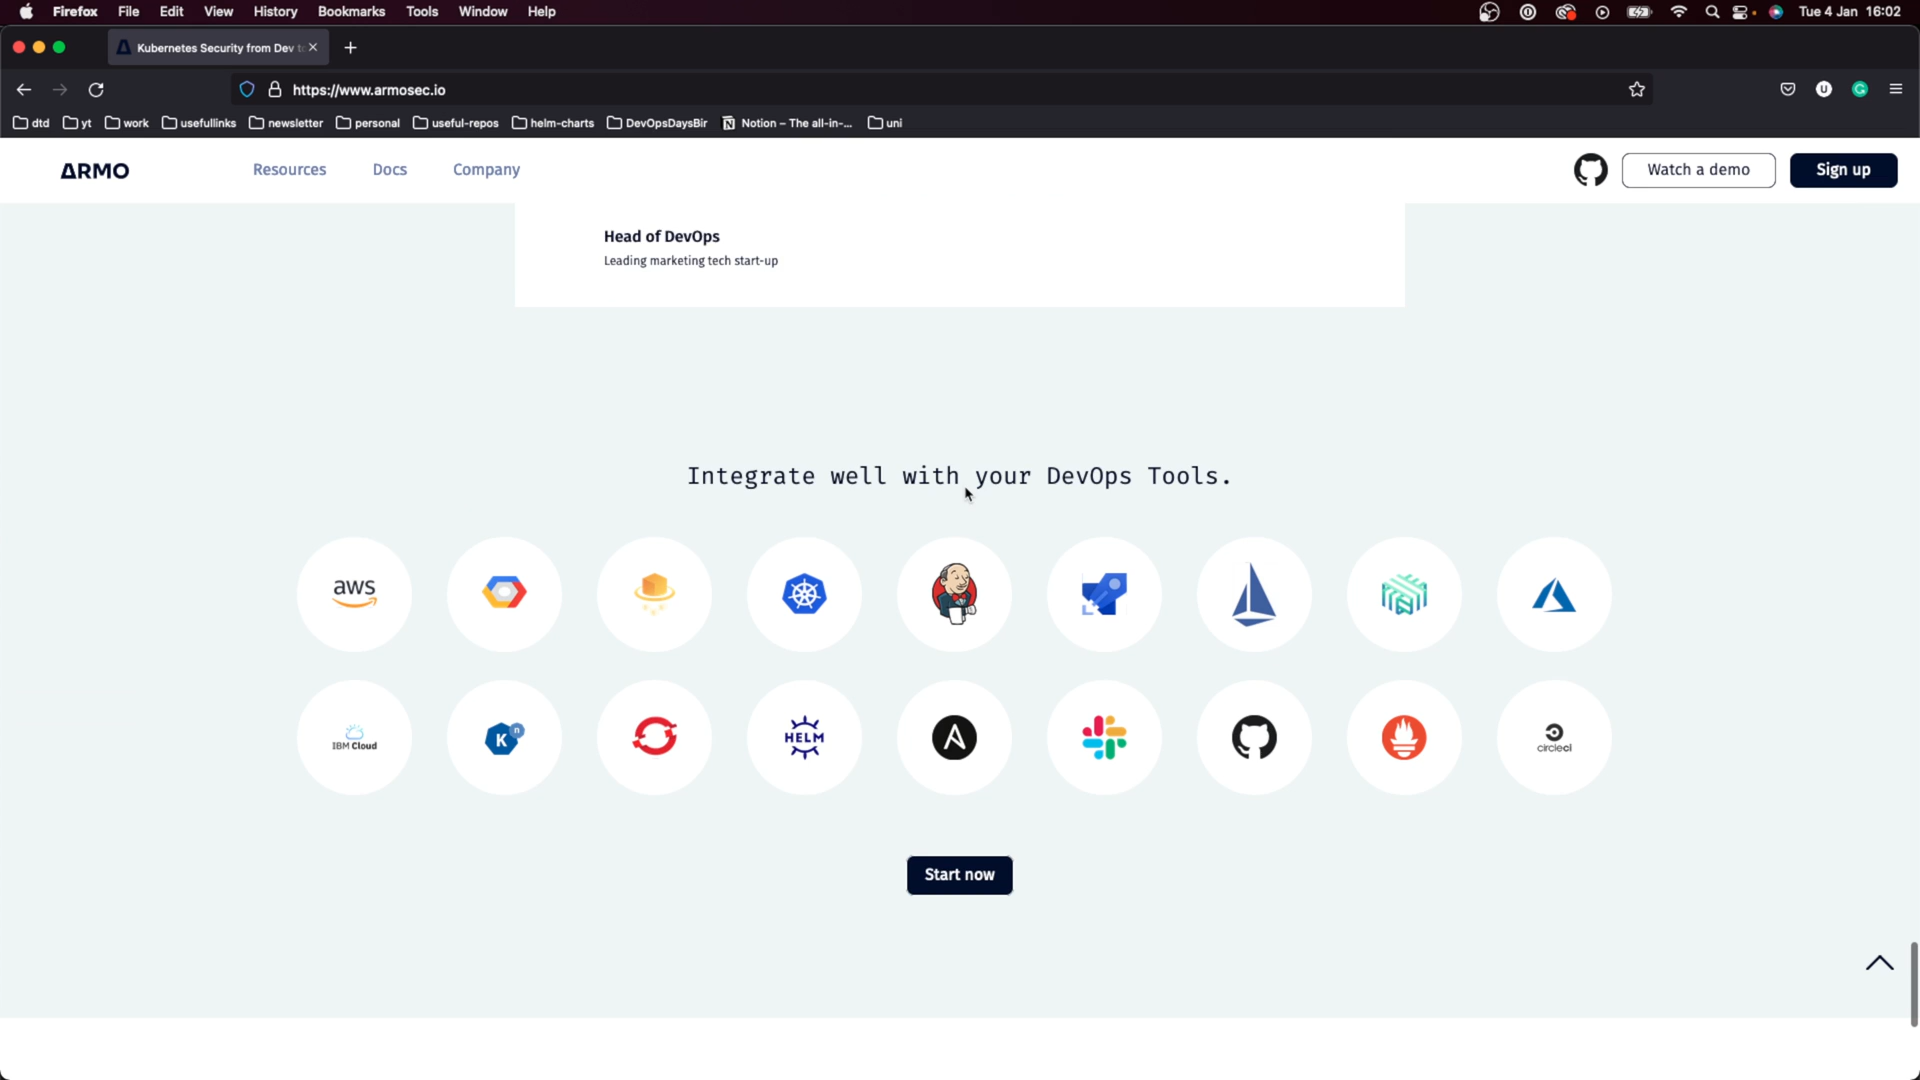 Firefox File Edit View History Bookmarks Tools Window Help Tue 4 Jan 16:02
Kubernetes Security from Dev to
https://www.armosec.io
dtd yt work usefullinks newsletter personal useful-repos helm-charts DevOpsDaysBir Notion – The all-in-... uni
ARMO Resources Docs Company Watch a demo Sign up
Head of DevOps
Leading marketing tech start-up
Integrate well with your DevOps Tools.
aws
IBM Cloud K n HELM circleci
Start now